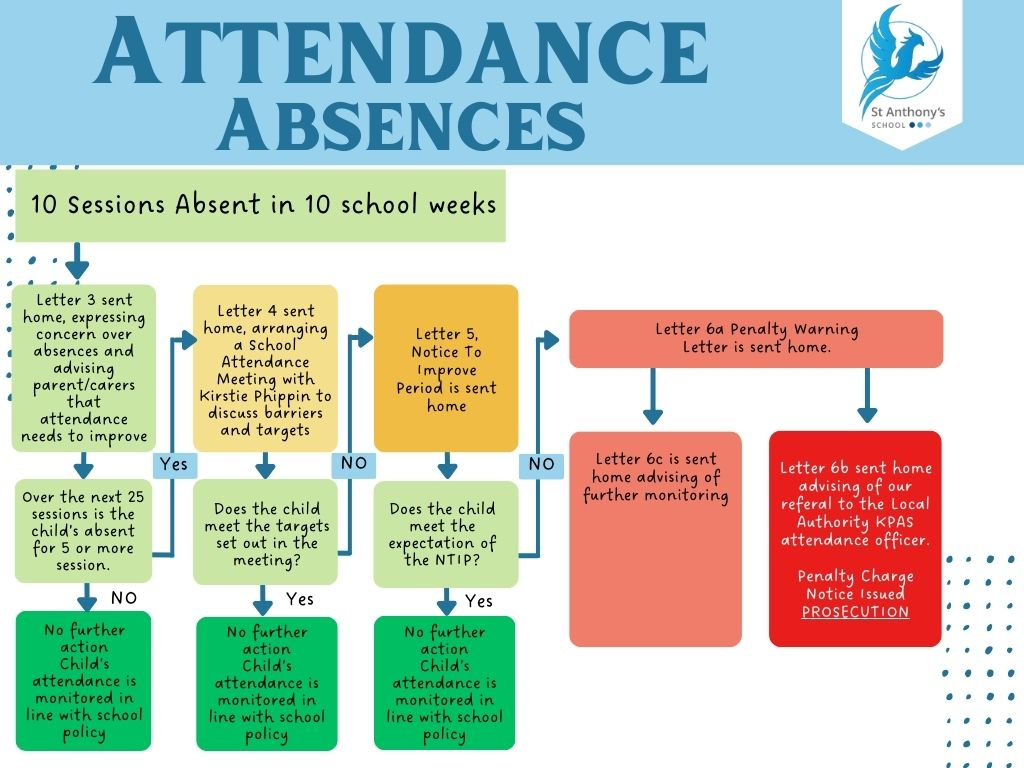 ATTENDANCE
ABSENCES
St Anthony's
SCHOOL
10 Sessions Absent in 10 school weeks
Letter 3 sent
home, expressing
concern over
absences and
advising
parent/carers
that
attendance
needs to improve
Letter 4 sent
home, arranging
a School
Attendance
Meeting with
Kirstie Phippin to
discuss barriers
and targets
Letter 5,
Notice To
Improve
Period is sent
home
Letter 6a Penalty Warning
Letter is sent home.
Yes
NO
NO
Over the next 25
sessions is the
child's absent
for 5 or more
session.
Does the child
meet the targets
set out in the
meeting?
Does the child
meet the
expectation of
the NTIP?
Letter 6c is sent
home advising of
further monitoring
Letter 6b sent home
advising of our
referal to the Local
Authority KPAS
attendance officer.
Penalty Charge
Notice Issued
PROSECUTION
NO
Yes
Yes
No further
action
Child's
attendance is
monitored in
line with school
policy
No further
action
Child's
attendance is
monitored in
line with school
policy
No further
action
Child's
attendance is
monitored in
line with school
policy